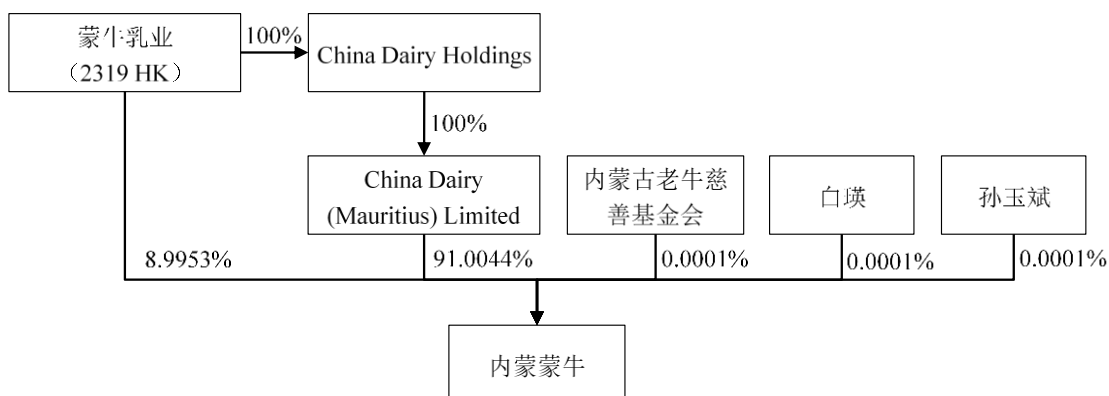 蒙牛乳业
（2319 HK）
100%
China Dairy Holdings
100%
China Dairy
(Mauritius) Limited
内蒙古老牛慈
善基金会
白瑛
孙玉斌
8.9953%
91.0044%
0.0001%
0.0001%
0.0001%
内蒙蒙牛